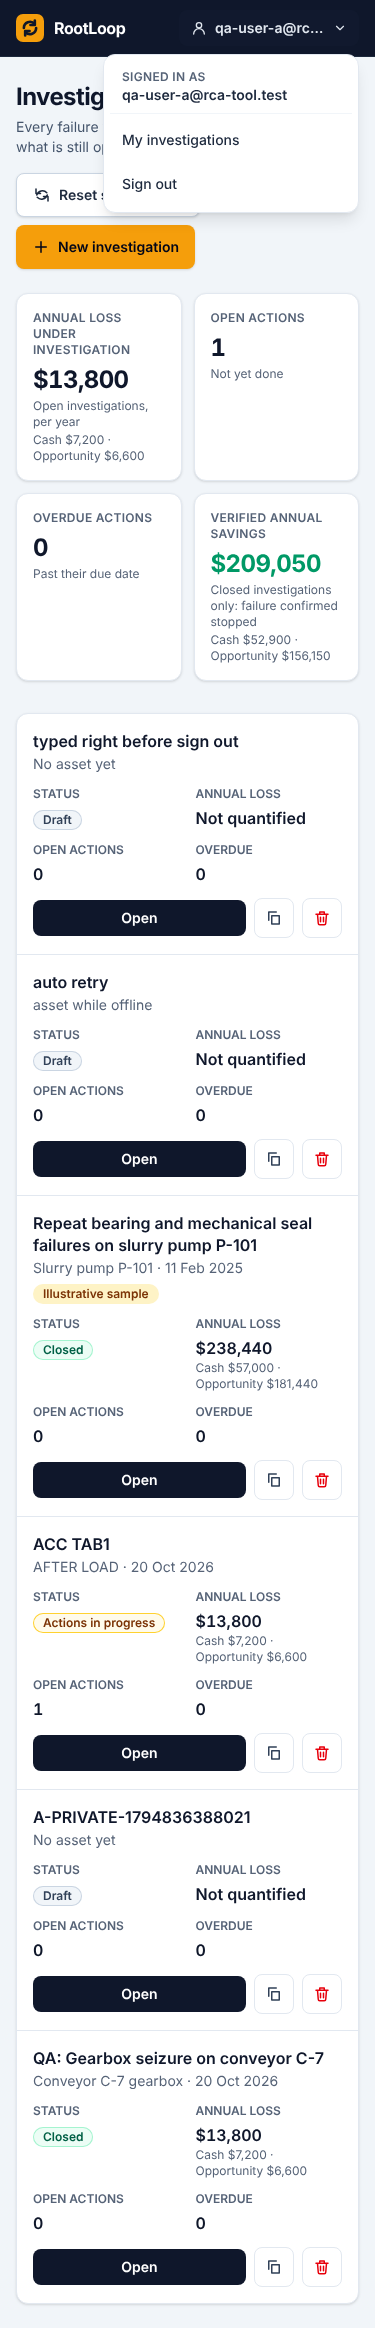 RootLoop
qa-user-a@rc...
SIGNED IN AS
qa-user-a@rca-tool.test
My investigations
Sign out
Investig
Every failure
what is still o
Reset
New investigation
ANNUAL LOSS
UNDER
INVESTIGATION
$13,800
Open investigations,
per year
Cash $7,200 ·
Opportunity $6,600
OPEN ACTIONS
1
Not yet done
OVERDUE ACTIONS
0
Past their due date
VERIFIED ANNUAL
SAVINGS
$209,050
Closed investigations
only: failure confirmed
stopped
Cash $52,900 ·
Opportunity $156,150
typed right before sign out
No asset yet
STATUS
ANNUAL LOSS
Draft
Not quantified
OPEN ACTIONS
OVERDUE
0
0
Open
auto retry
asset while offline
STATUS
ANNUAL LOSS
Draft
Not quantified
OPEN ACTIONS
OVERDUE
0
0
Open
Repeat bearing and mechanical seal
failures on slurry pump P-101
Slurry pump P-101 · 11 Feb 2025
Illustrative sample
STATUS
ANNUAL LOSS
Closed
$238,440
Cash $57,000 ·
Opportunity $181,440
OPEN ACTIONS
OVERDUE
0
0
Open
ACC TAB1
AFTER LOAD · 20 Oct 2026
STATUS
ANNUAL LOSS
Actions in progress
$13,800
Cash $7,200 ·
Opportunity $6,600
OPEN ACTIONS
OVERDUE
1
0
Open
A-PRIVATE-1794836388021
No asset yet
STATUS
ANNUAL LOSS
Draft
Not quantified
OPEN ACTIONS
OVERDUE
0
0
Open
QA: Gearbox seizure on conveyor C-7
Conveyor C-7 gearbox · 20 Oct 2026
STATUS
ANNUAL LOSS
Closed
$13,800
Cash $7,200 ·
Opportunity $6,600
OPEN ACTIONS
OVERDUE
0
0
Open